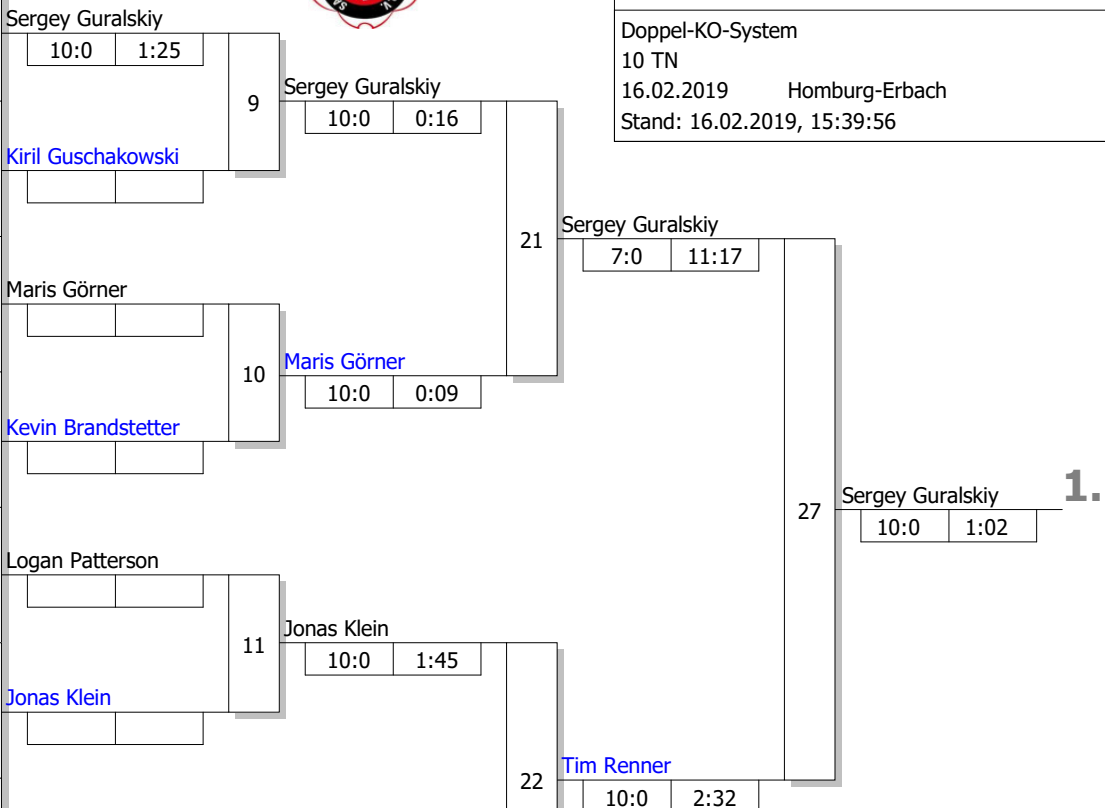 Sergey Guralskiy
10:0 1:25
Doppel-KO-System
10 TN
16.02.2019 Homburg-Erbach
Stand: 16.02.2019, 15:39:56
9
Sergey Guralskiy
10:0 0:16
Kiril Guschakowski
21
Sergey Guralskiy
7:0 11:17
Maris Görner
10
Maris Görner
10:0 0:09
Kevin Brandstetter
27
Sergey Guralskiy 1.
10:0 1:02
Logan Patterson
11
Jonas Klein
10:0 1:45
Jonas Klein
22
Tim Renner
10:0 2:32